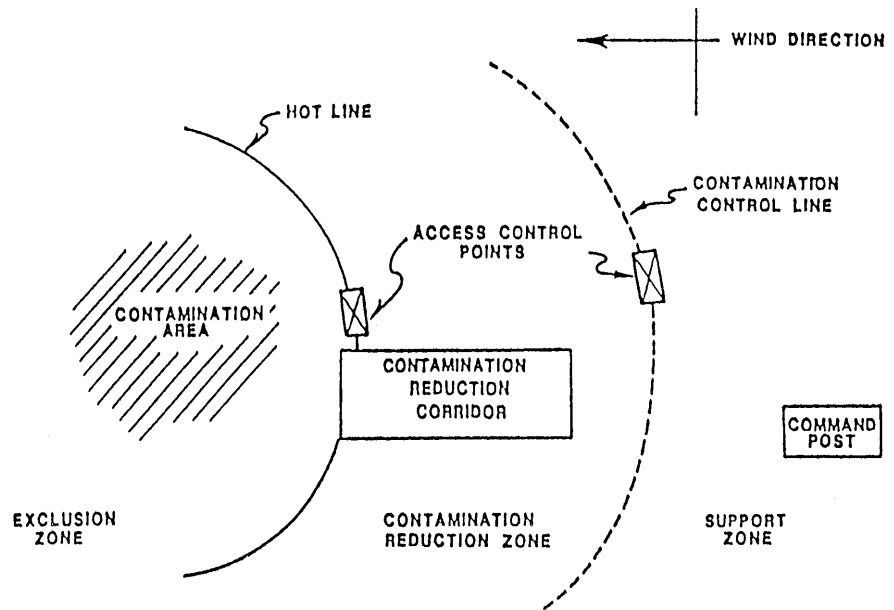 WIND DIRECTION
HOT LINE
CONTAMINATION
CONTROL LINE
ACCESS CONTROL
POINTS
CONTAMINATION
AREA
CONTAMINATION
REDUCTION
CORRIDOR
COMMAND
POST
EXCLUSION
ZONE
CONTAMINATION
REDUCTION ZONE
SUPPORT
ZONE